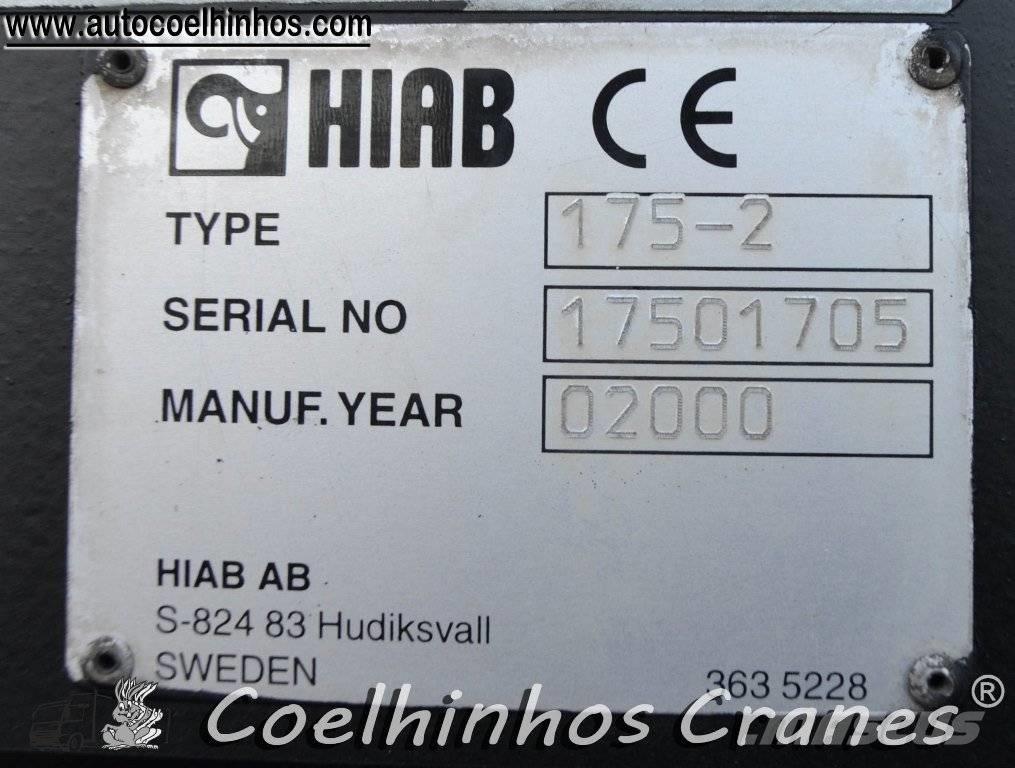 www.autocoelhinhos.com
HIAB CE
TYPE 175-2
SERIAL NO 17501705
MANUF. YEAR 02000
HIAB AB
S-824 83 Hudiksvall
SWEDEN
363 5228
Coelhinhos Cranes ®